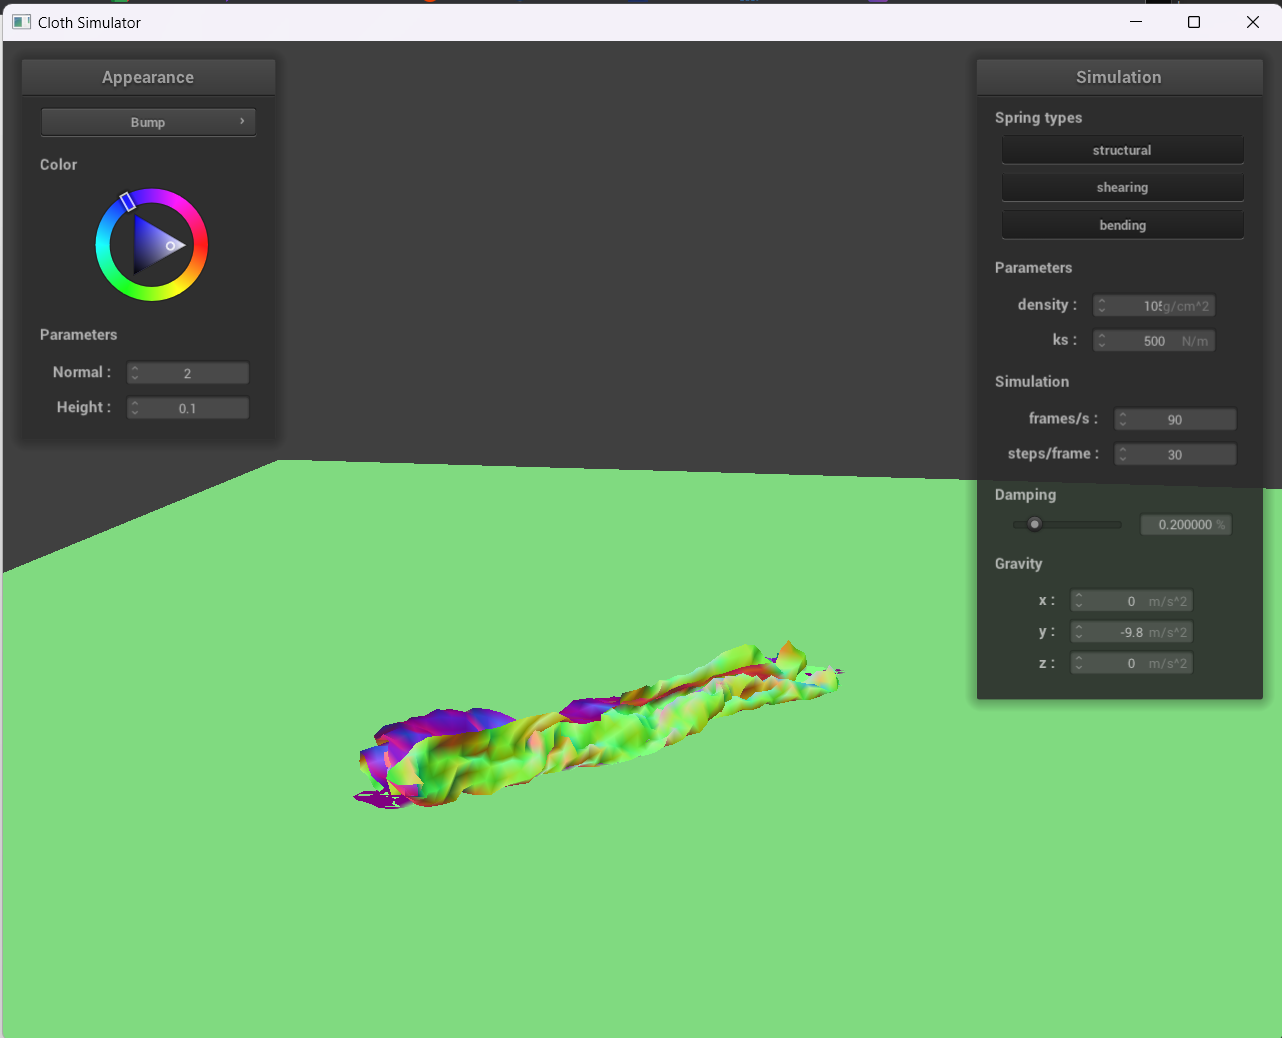 Cloth Simulator
Appearance
Bump
Color
Parameters
Normal : 2
Height : 0.1
Simulation
Spring types
structural
shearing
bending
Parameters
density : g/cm^2
ks : 500 N/m
Simulation
frames/s : 90
steps/frame : 30
Damping
0.200000 %
Gravity
x : 0 m/s^2
y : -9.8 m/s^2
z : 0 m/s^2